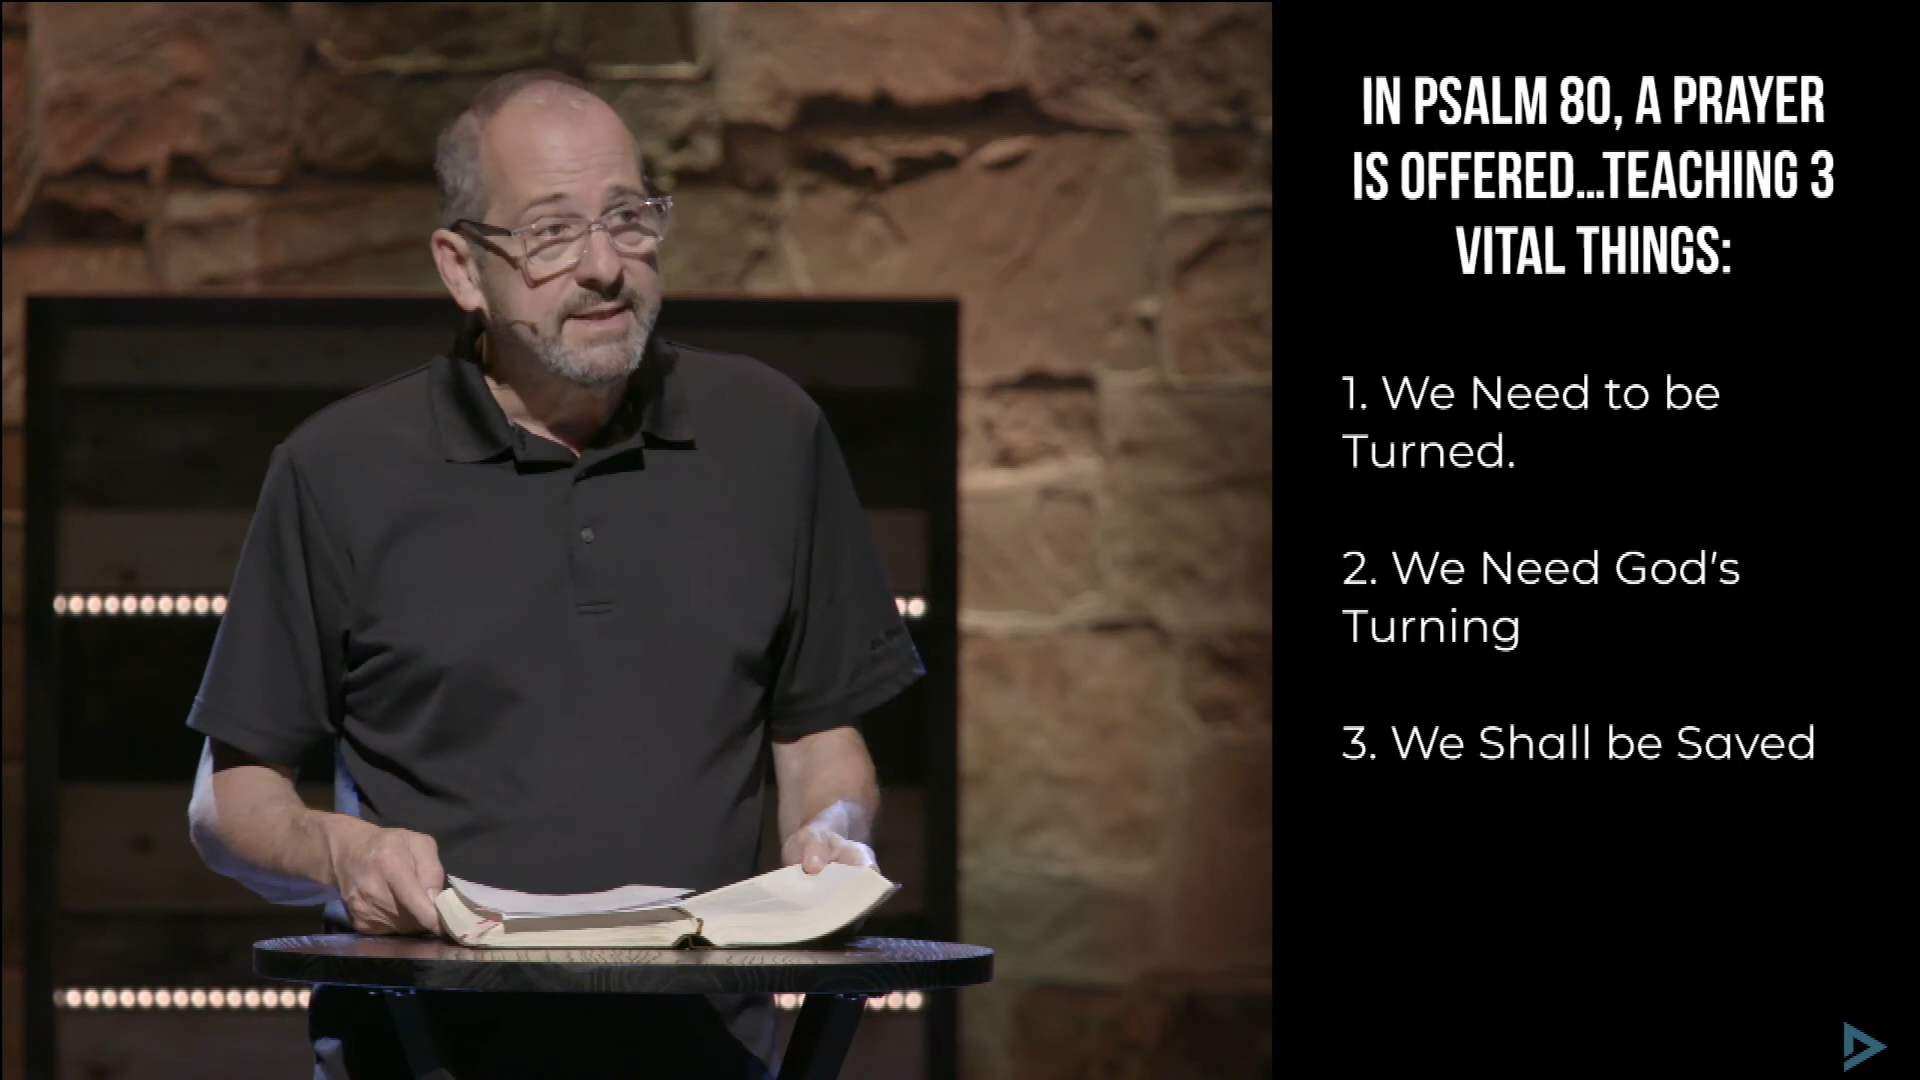 IN PSALM 80, A PRAYER
IS OFFERED...TEACHING 3
VITAL THINGS:
1. We Need to be
Turned.
2. We Need God's
Turning
3. We Shall be Saved